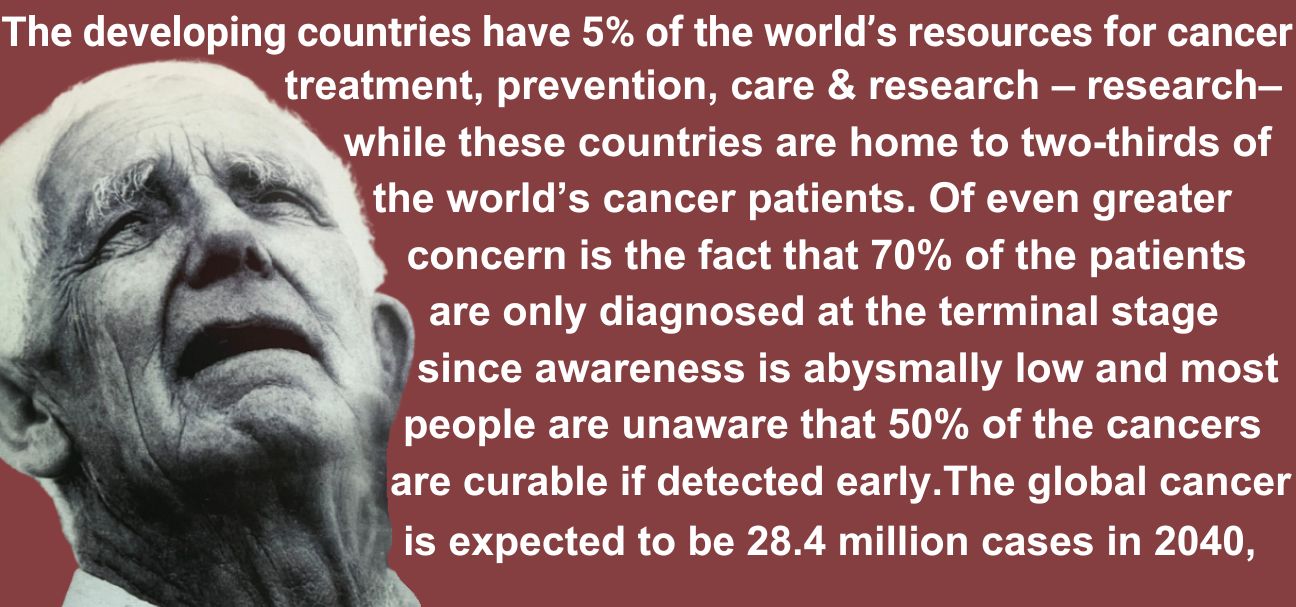 The developing countries have 5% of the world’s resources for cancer
treatment, prevention, care & research – research–
while these countries are home to two-thirds of
the world’s cancer patients. Of even greater
concern is the fact that 70% of the patients
are only diagnosed at the terminal stage
since awareness is abysmally low and most
people are unaware that 50% of the cancers
are curable if detected early.The global cancer
is expected to be 28.4 million cases in 2040,